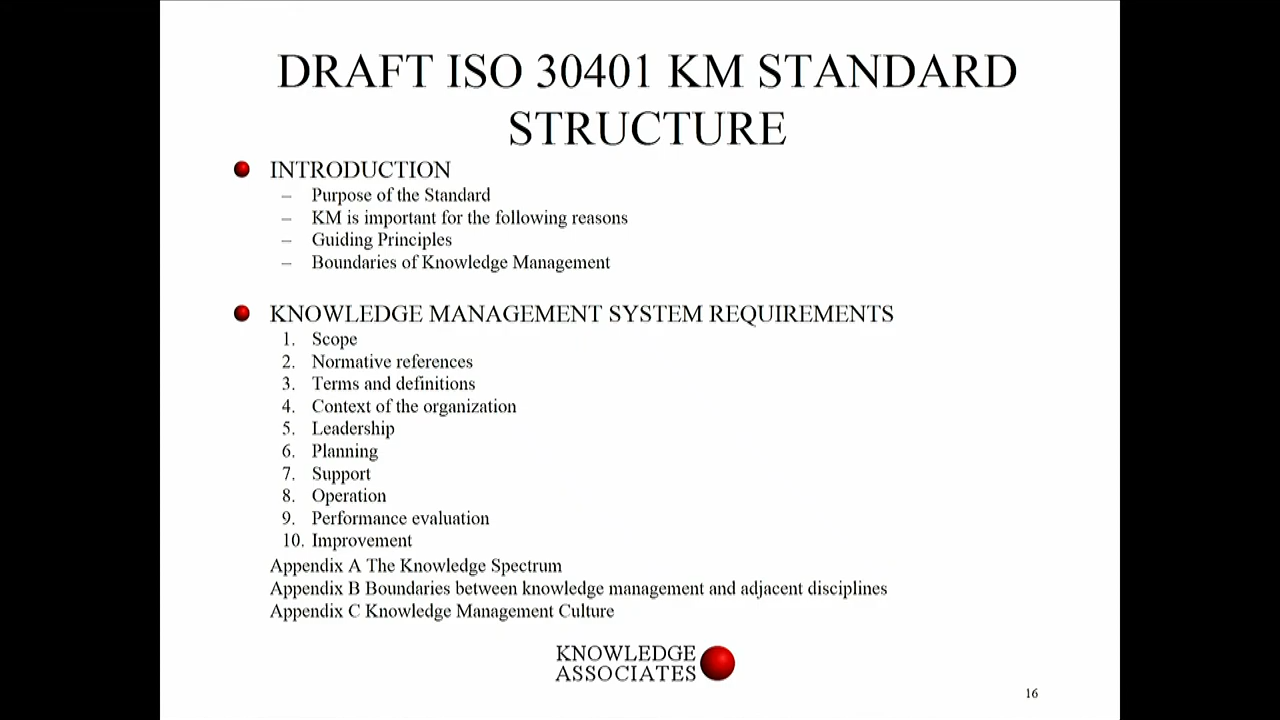 DRAFT ISO 30401 KM STANDARD
STRUCTURE
INTRODUCTION
– Purpose of the Standard
– KM is important for the following reasons
– Guiding Principles
– Boundaries of Knowledge Management
KNOWLEDGE MANAGEMENT SYSTEM REQUIREMENTS
1. Scope
2. Normative references
3. Terms and definitions
4. Context of the organization
5. Leadership
6. Planning
7. Support
8. Operation
9. Performance evaluation
10. Improvement
Appendix A The Knowledge Spectrum
Appendix B Boundaries between knowledge management and adjacent disciplines
Appendix C Knowledge Management Culture
KNOWLEDGE
ASSOCIATES
16